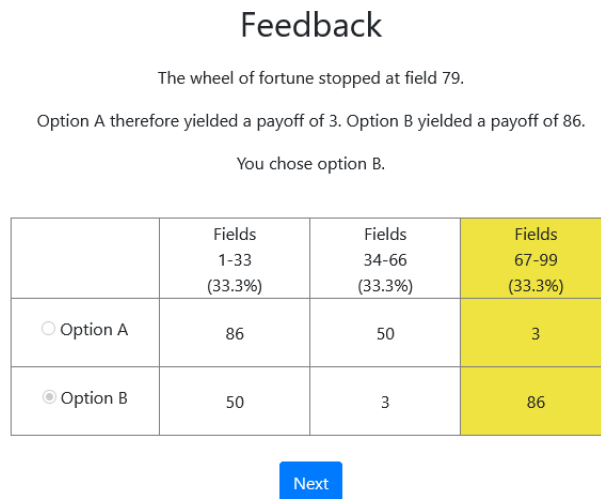 Feedback
The wheel of fortune stopped at field 79.
Option A therefore yielded a payoff of 3. Option B yielded a payoff of 86.
You chose option B.
Fields 1-33 (33.3%)
Fields 34-66 (33.3%)
Fields 67-99 (33.3%)
Option A 86 50 3
Option B 50 3 86
Next